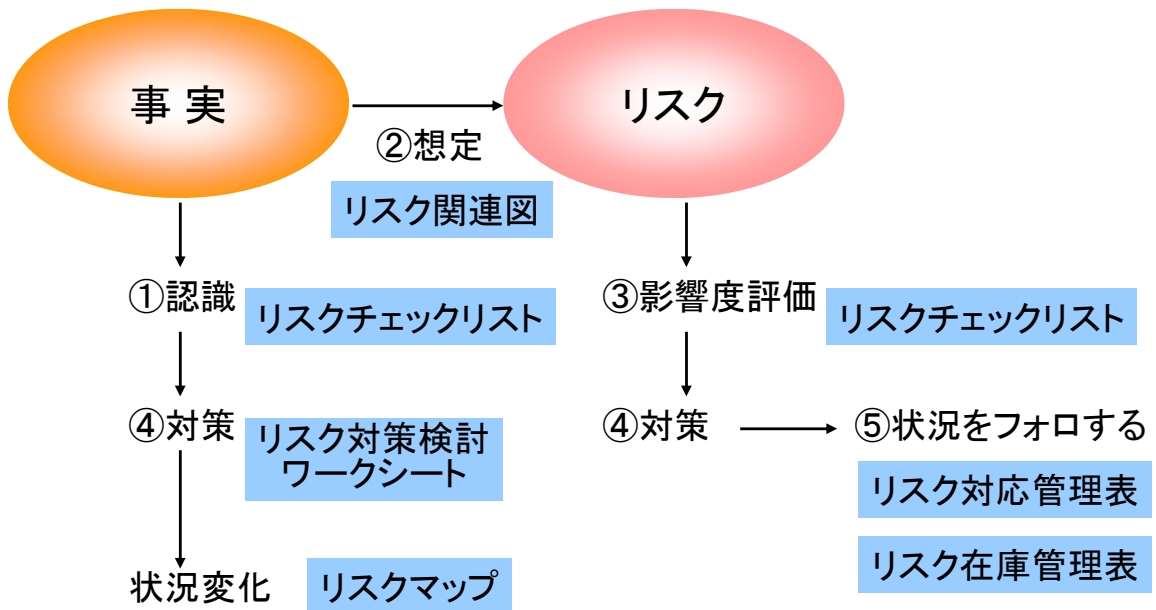 事 実
リスク
②想定
リスク関連図
①認識
リスクチェックリスト
③影響度評価
リスクチェックリスト
④対策
リスク対策検討
ワークシート
④対策
⑤状況をフォロする
リスク対応管理表
リスク在庫管理表
状況変化
リスクマップ